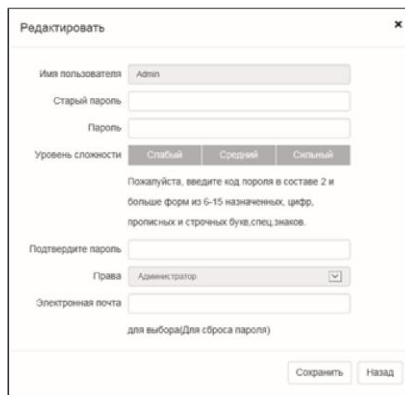 Редактировать ×
Имя пользователя Admin
Старый пароль
Пароль
Уровень сложности Слабый Средний Сильный
Пожалуйста, введите код пороля в составе 2 и
больше форм из 6-15 назначенных, цифр,
прописных и строчных букв,спец.знаков.
Подтвердите пароль
Права Администратор
Электронная почта
для выбора(Для сброса пароля)
Сохранить Назад